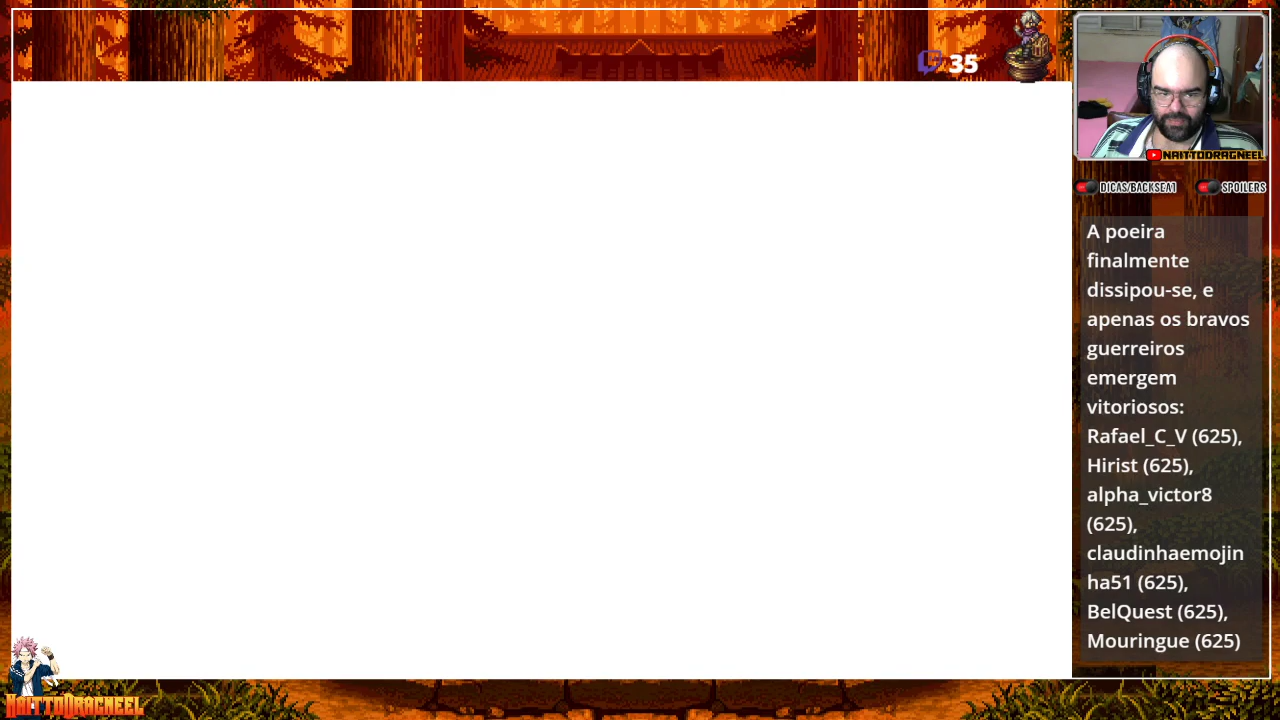 35
NAITTODRAGNEEL
DICAS/BACKSEAT
SPOILERS
A poeira
finalmente
dissipou-se, e
apenas os bravos
guerreiros
emergem
vitoriosos:
Rafael_C_V (625),
Hirist (625),
alpha_victor8
(625),
claudinhaemojin
ha51 (625),
BelQuest (625),
Mouringue (625)
NAITTODRAGNEEL